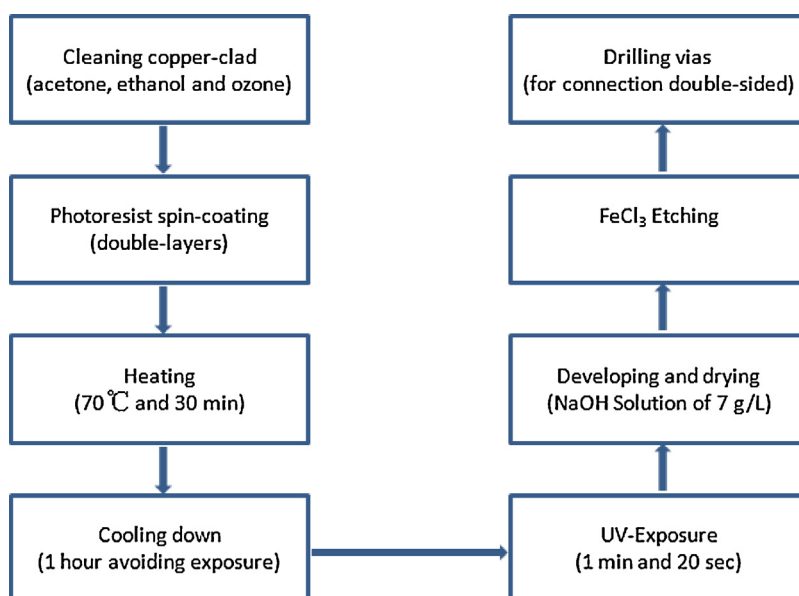 Cleaning copper-clad
(acetone, ethanol and ozone)
Photoresist spin-coating
(double-layers)
Heating
(70℃ and 30 min)
Cooling down
(1 hour avoiding exposure)
UV-Exposure
(1 min and 20 sec)
Developing and drying
(NaOH Solution of 7 g/L)
FeCl₃ Etching
Drilling vias
(for connection double-sided)